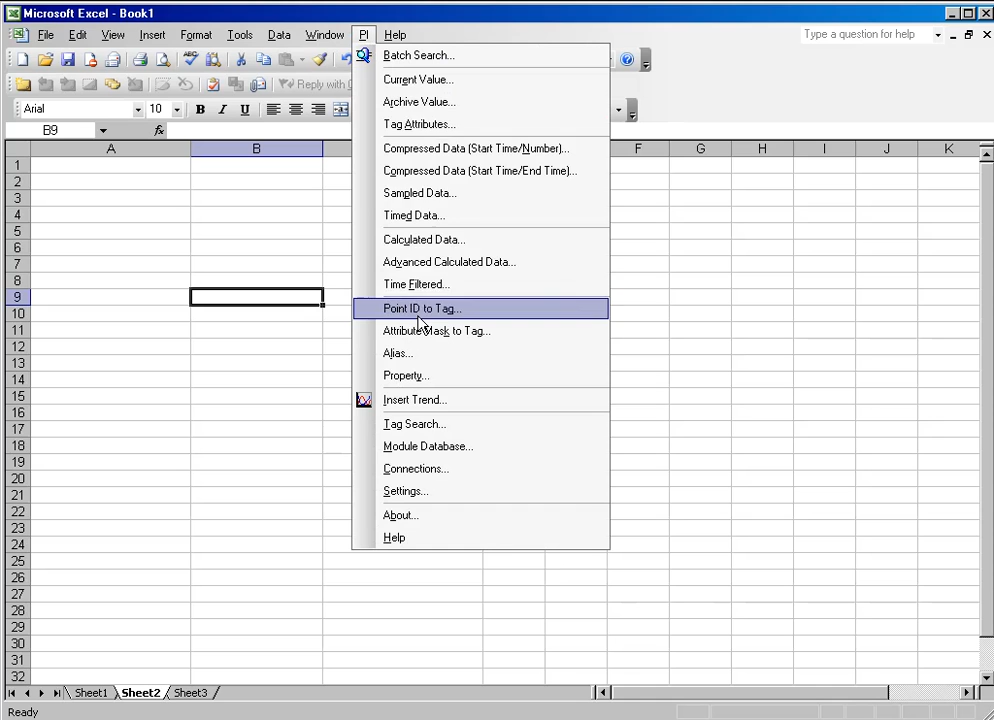 Microsoft Excel - Book1
File Edit View Insert Format Tools Data Window PI Help Type a question for help
Reply with
Arial 10 B I U
B9 fx
A B F G H I J K
1
2
3
4
5
6
7
8
9
10
11
12
13
14
15
16
17
18
19
20
21
22
23
24
25
26
27
28
29
30
31
32
Batch Search...
Current Value...
Archive Value...
Tag Attributes...
Compressed Data (Start Time/Number)...
Compressed Data (Start Time/End Time)...
Sampled Data...
Timed Data...
Calculated Data...
Advanced Calculated Data...
Time Filtered...
Point ID to Tag...
Attribute Mask to Tag...
Alias...
Property...
Insert Trend...
Tag Search...
Module Database...
Connections...
Settings...
About...
Help
Sheet1 Sheet2 Sheet3
Ready